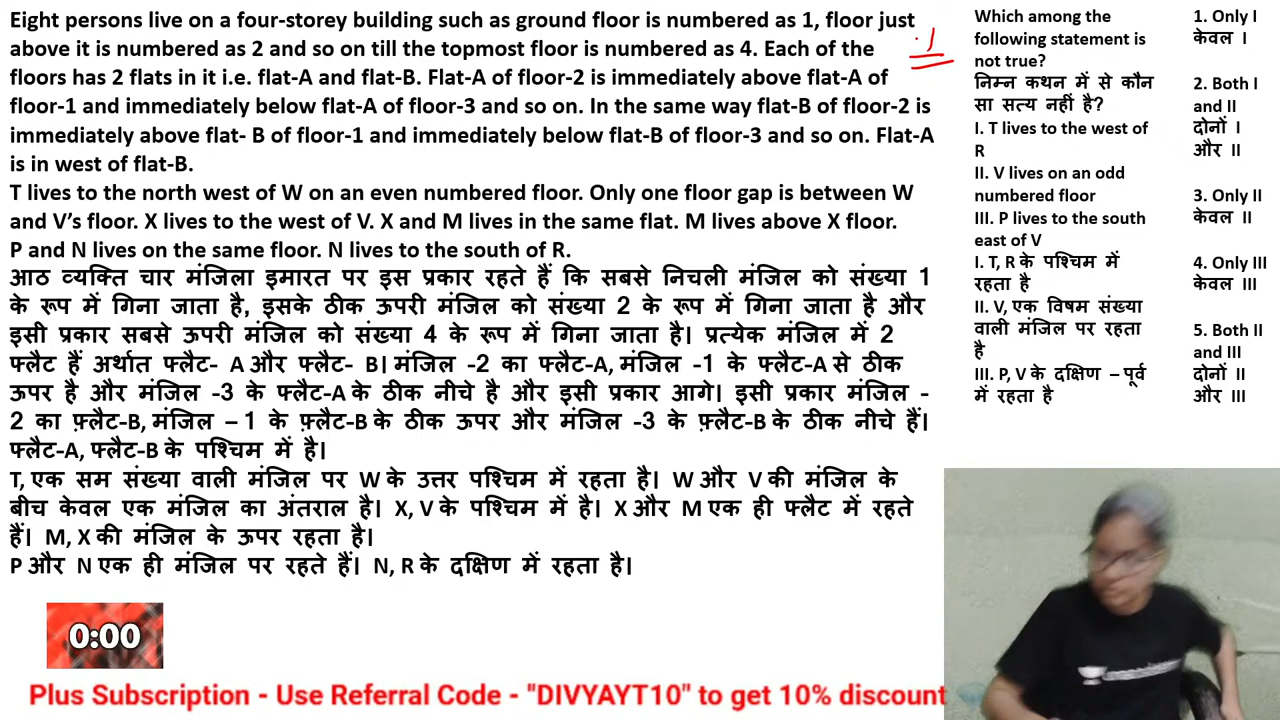 Eight persons live on a four-storey building such as ground floor is numbered as 1, floor just
above it is numbered as 2 and so on till the topmost floor is numbered as 4. Each of the
floors has 2 flats in it i.e. flat-A and flat-B. Flat-A of floor-2 is immediately above flat-A of
floor-1 and immediately below flat-A of floor-3 and so on. In the same way flat-B of floor-2 is
immediately above flat- B of floor-1 and immediately below flat-B of floor-3 and so on. Flat-A
is in west of flat-B.
T lives to the north west of W on an even numbered floor. Only one floor gap is between W
and V's floor. X lives to the west of V. X and M lives in the same flat. M lives above X floor.
P and N lives on the same floor. N lives to the south of R.
आठ व्यक्ति चार मंजिला इमारत पर इस प्रकार रहते हैं कि सबसे निचली मंजिल को संख्या 1
के रूप में गिना जाता है, इसके ठीक ऊपरी मंजिल को संख्या 2 के रूप में गिना जाता है और
इसी प्रकार सबसे ऊपरी मंजिल को संख्या 4 के रूप में गिना जाता है। प्रत्येक मंजिल में 2
फ्लैट हैं अर्थात फ्लैट- A और फ्लैट- B। मंजिल -2 का फ्लैट-A, मंजिल -1 के फ्लैट-A से ठीक
ऊपर है और मंजिल -3 के फ्लैट-A के ठीक नीचे है और इसी प्रकार आगे। इसी प्रकार मंजिल -
2 का फ़्लैट-B, मंजिल – 1 के फ़्लैट-B के ठीक ऊपर और मंजिल -3 के फ़्लैट-B के ठीक नीचे हैं।
फ्लैट-A, फ्लैट-B के पश्चिम में है।
T, एक सम संख्या वाली मंजिल पर W के उत्तर पश्चिम में रहता है। W और V की मंजिल के
बीच केवल एक मंजिल का अंतराल है। X, V के पश्चिम में है। X और M एक ही फ्लैट में रहते
हैं। M, X की मंजिल के ऊपर रहता है।
P और N एक ही मंजिल पर रहते हैं। N, R के दक्षिण में रहता है।
Which among the
following statement is
not true?
निम्न कथन में से कौन
सा सत्य नहीं है?
I. T lives to the west of
R
II. V lives on an odd
numbered floor
III. P lives to the south
east of V
I. T, R के पश्चिम में
रहता है
II. V, एक विषम संख्या
वाली मंजिल पर रहता
है
III. P, V के दक्षिण – पूर्व
में रहता है
1. Only I
केवल I
2. Both I
and II
दोनों I
और II
3. Only II
केवल II
4. Only III
केवल III
5. Both II
and III
दोनों II
और III
0:00
Plus Subscription - Use Referral Code - "DIVYAYT10" to get 10% discount